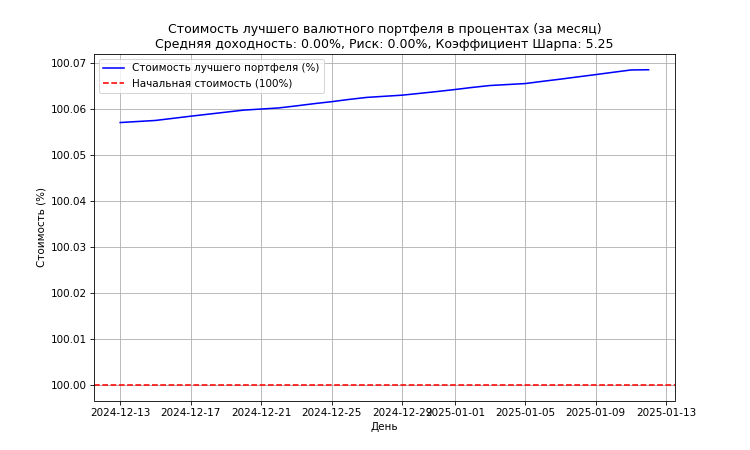 Стоимость лучшего валютного портфеля в процентах (за месяц)
Средняя доходность: 0.00%, Риск: 0.00%, Коэффициент Шарпа: 5.25
Стоимость лучшего портфеля (%)
Начальная стоимость (100%)
Стоимость (%)
100.07
100.06
100.05
100.04
100.03
100.02
100.01
100.00
2024-12-13 2024-12-17 2024-12-21 2024-12-25 2024-12-29 2025-01-01 2025-01-05 2025-01-09 2025-01-13
День